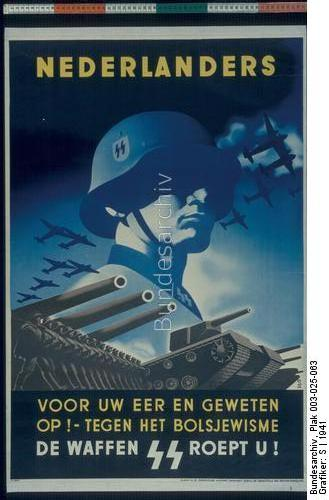 NEDERLANDERS
Bundesarchiv
VOOR UW EER EN GEWETEN
OP!-TEGEN HET BOLSJEWISME
DE WAFFEN SS ROEPT U!
Bundesarchiv, Plak 003-025-063
Grafiker: S | 1941